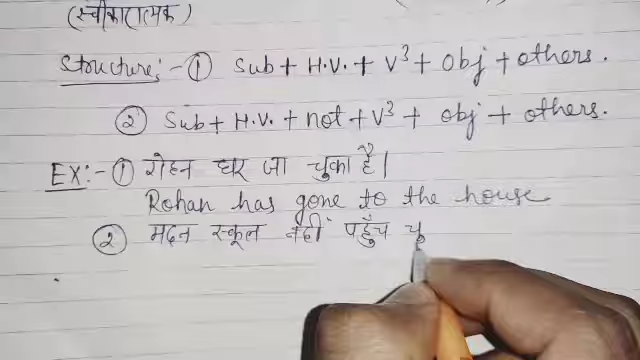 (स्वीकारात्मक)
Structure:- ① Sub + H.V. + V³ + Obj + others.
② Sub + H.V. + not + V³ + obj + others.
EX:- ① रोहन घर जा चुका है।
Rohan has gone to the house
② मदन स्कूल नहीं पहुँच चु